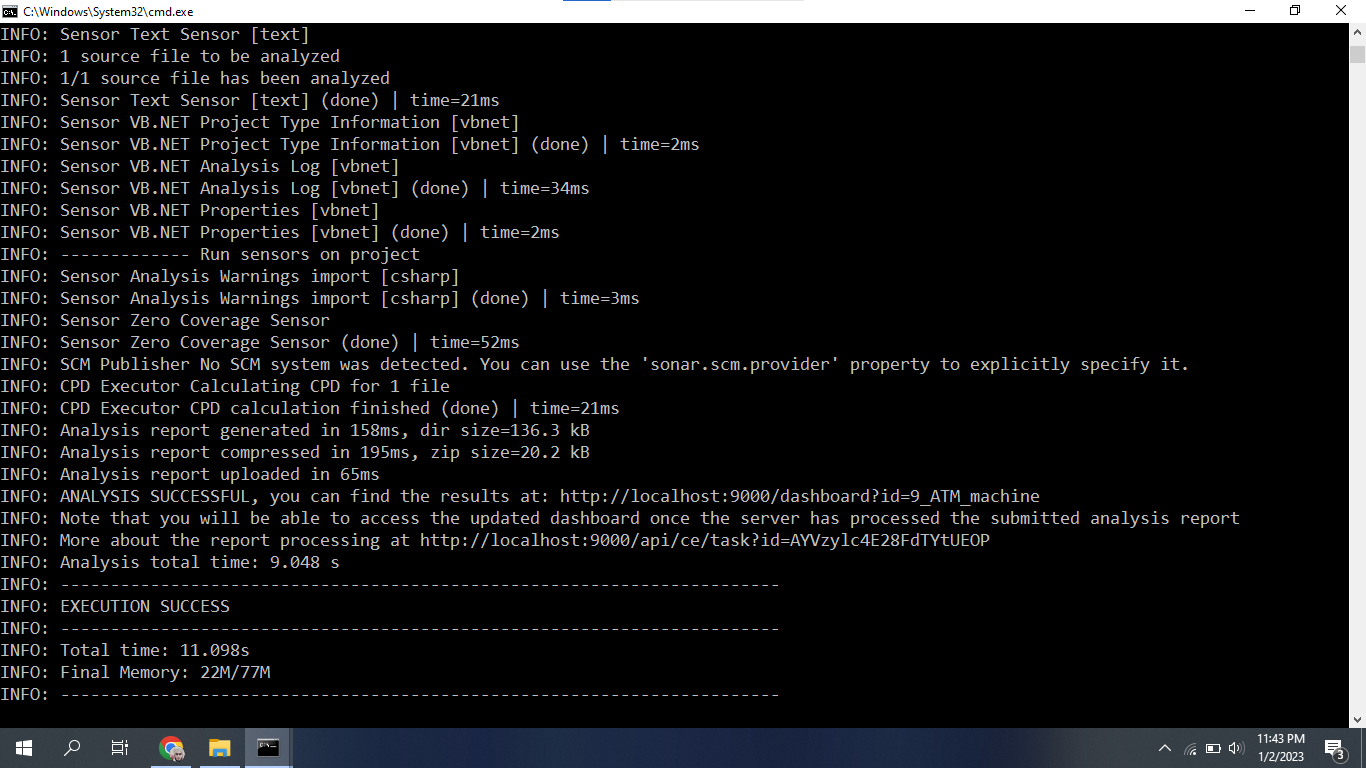 C:\Windows\System32\cmd.exe
INFO: Sensor Text Sensor [text]
INFO: 1 source file to be analyzed
INFO: 1/1 source file has been analyzed
INFO: Sensor Text Sensor [text] (done) | time=21ms
INFO: Sensor VB.NET Project Type Information [vbnet]
INFO: Sensor VB.NET Project Type Information [vbnet] (done) | time=2ms
INFO: Sensor VB.NET Analysis Log [vbnet]
INFO: Sensor VB.NET Analysis Log [vbnet] (done) | time=34ms
INFO: Sensor VB.NET Properties [vbnet]
INFO: Sensor VB.NET Properties [vbnet] (done) | time=2ms
INFO: ------------- Run sensors on project
INFO: Sensor Analysis Warnings import [csharp]
INFO: Sensor Analysis Warnings import [csharp] (done) | time=3ms
INFO: Sensor Zero Coverage Sensor
INFO: Sensor Zero Coverage Sensor (done) | time=52ms
INFO: SCM Publisher No SCM system was detected. You can use the 'sonar.scm.provider' property to explicitly specify it.
INFO: CPD Executor Calculating CPD for 1 file
INFO: CPD Executor CPD calculation finished (done) | time=21ms
INFO: Analysis report generated in 158ms, dir size=136.3 kB
INFO: Analysis report compressed in 195ms, zip size=20.2 kB
INFO: Analysis report uploaded in 65ms
INFO: ANALYSIS SUCCESSFUL, you can find the results at: http://localhost:9000/dashboard?id=9_ATM_machine
INFO: Note that you will be able to access the updated dashboard once the server has processed the submitted analysis report
INFO: More about the report processing at http://localhost:9000/api/ce/task?id=AYVzylc4E28FdTYtUEOP
INFO: Analysis total time: 9.048 s
INFO: ------------------------------------------------------------------------
INFO: EXECUTION SUCCESS
INFO: ------------------------------------------------------------------------
INFO: Total time: 11.098s
INFO: Final Memory: 22M/77M
INFO: ------------------------------------------------------------------------
11:43 PM
1/2/2023
3